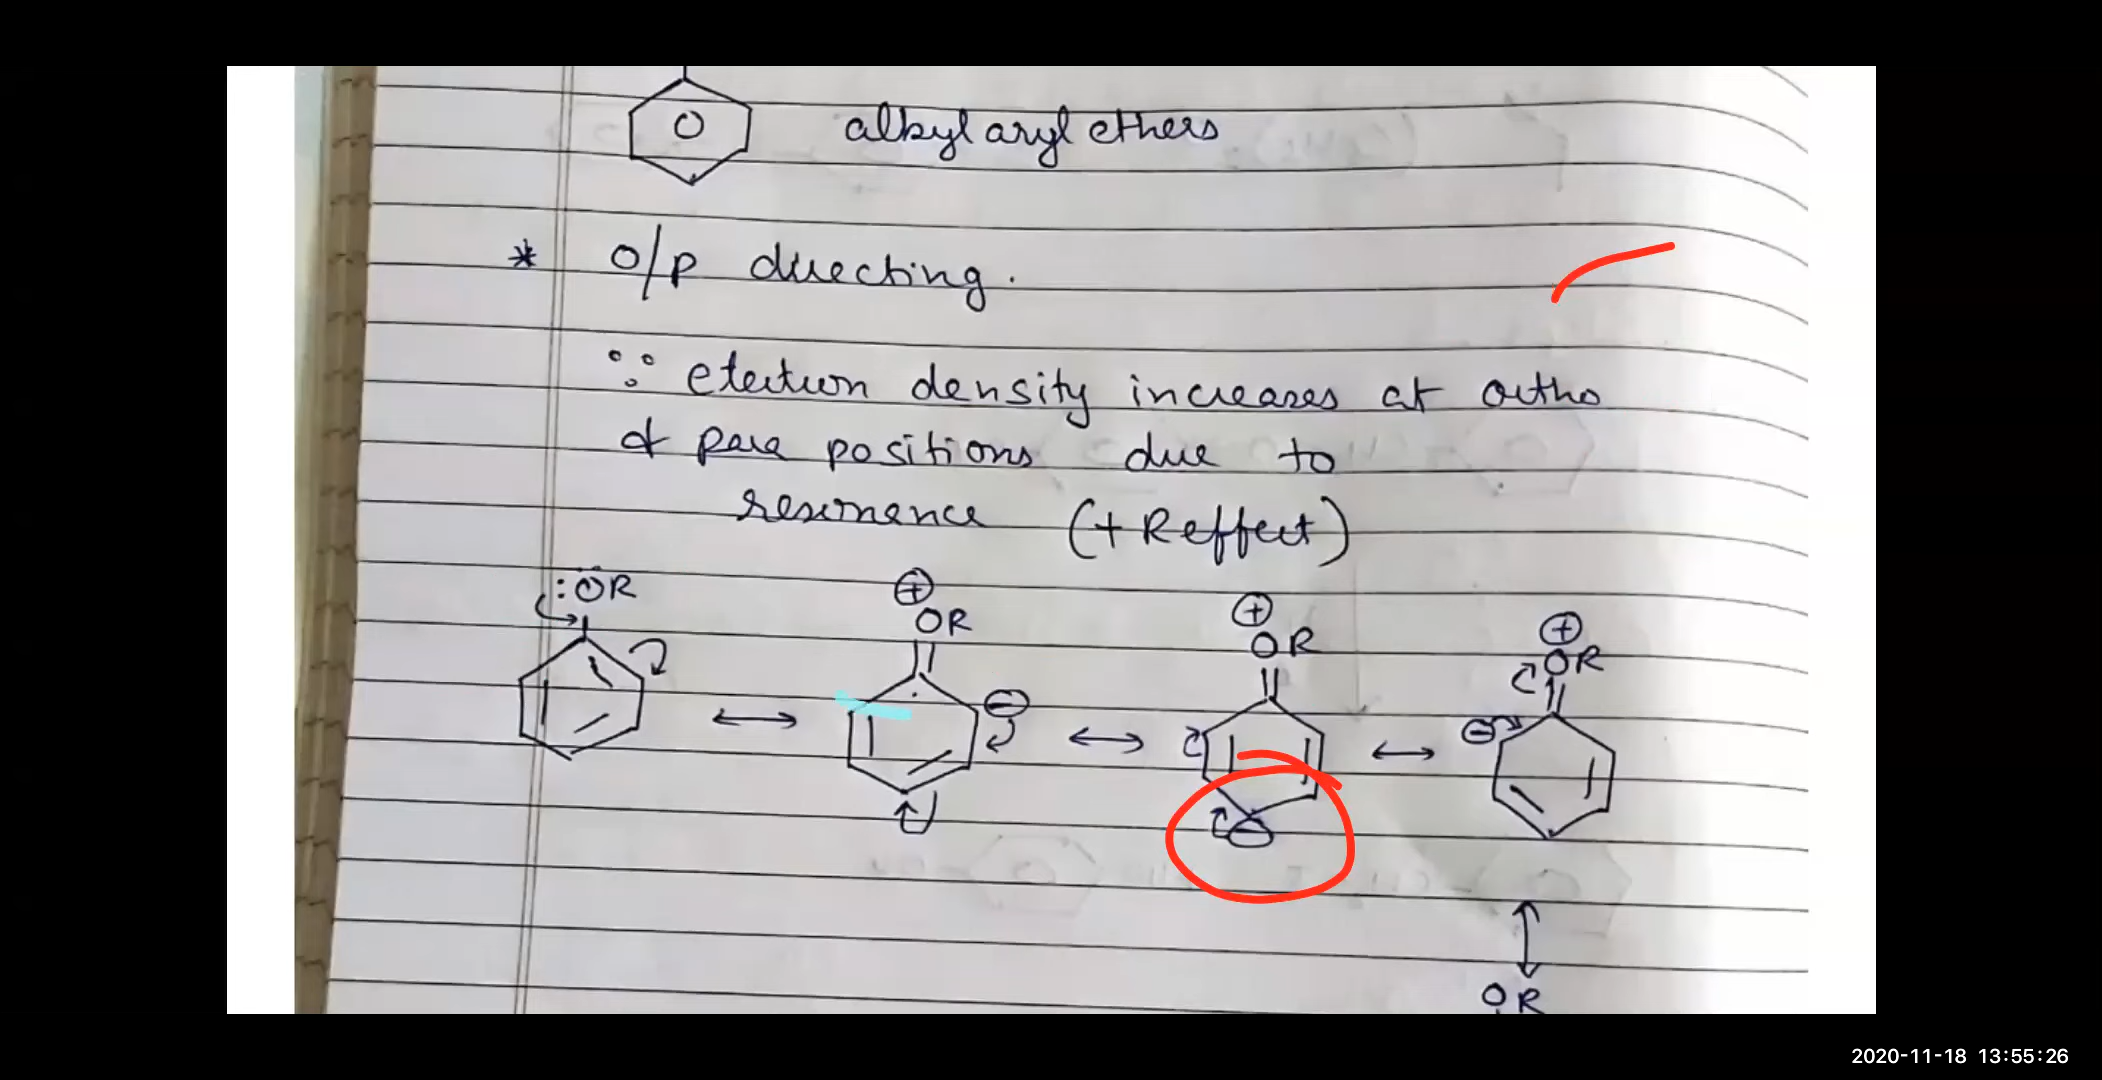 alkyl aryl ethers
* o/p directing.
∵ electron density increases at ortho
& para positions due to
resonance (+R effect)
:ÖR
⊕
OR
⊖
⊕
OR
⊖
⊕
OR
⊖
OR
2020-11-18 13:55:26